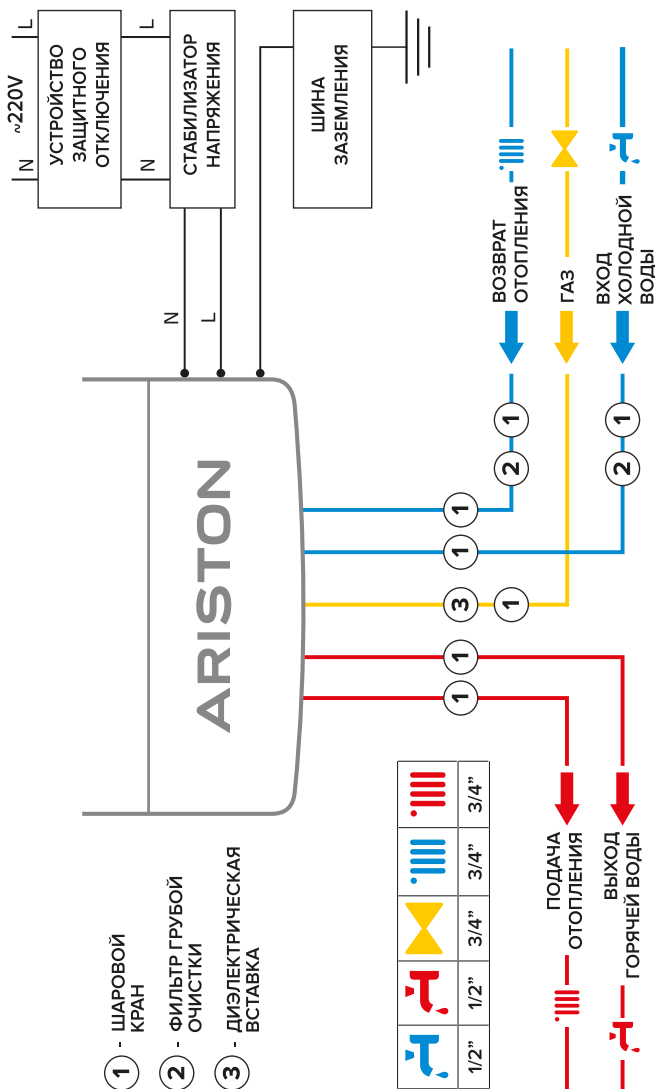 1 - ШАРОВОЙ
КРАН
2 - ФИЛЬТР ГРУБОЙ
ОЧИСТКИ
3 - ДИЭЛЕКТРИЧЕСКАЯ
ВСТАВКА
ARISTON
~220V
N
L
УСТРОЙСТВО
ЗАЩИТНОГО
ОТКЛЮЧЕНИЯ
N
L
СТАБИЛИЗАТОР
НАПРЯЖЕНИЯ
N
L
ШИНА
ЗАЗЕМЛЕНИЯ
1
1
3
1
1
1
2
1
2
1
1/2”
1/2”
3/4”
3/4”
3/4”
ПОДАЧА
ОТОПЛЕНИЯ
ВЫХОД
ГОРЯЧЕЙ ВОДЫ
ВОЗВРАТ
ОТОПЛЕНИЯ
ГАЗ
ВХОД
ХОЛОДНОЙ
ВОДЫ